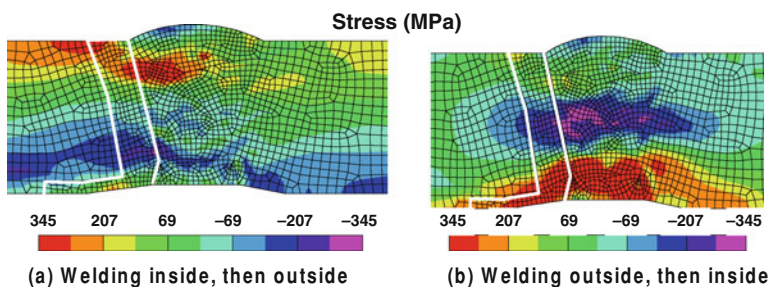 Stress (MPa)
345 207 69 –69 –207 –345
345 207 69 –69 –207 –345
(a) Welding inside, then outside
(b) Welding outside, then inside